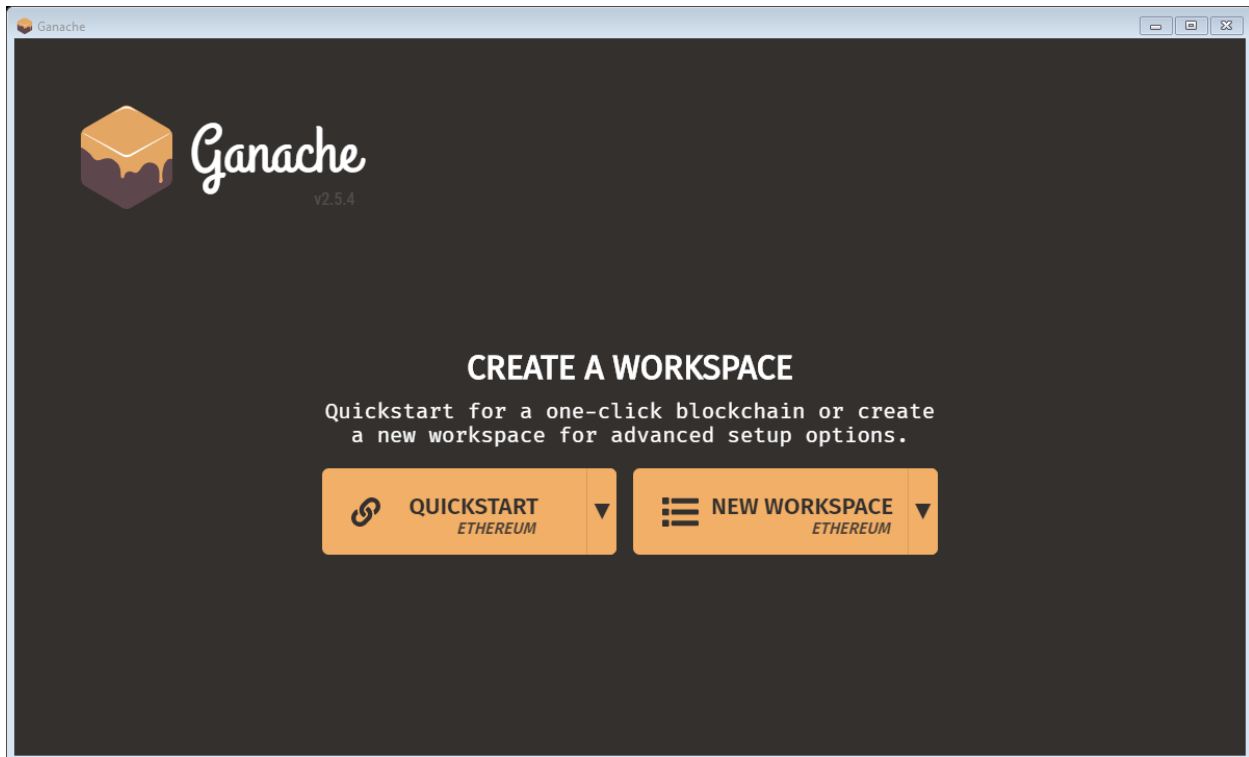 Ganache
Ganache
v2.5.4
CREATE A WORKSPACE
Quickstart for a one-click blockchain or create
a new workspace for advanced setup options.
QUICKSTART
ETHEREUM
NEW WORKSPACE
ETHEREUM